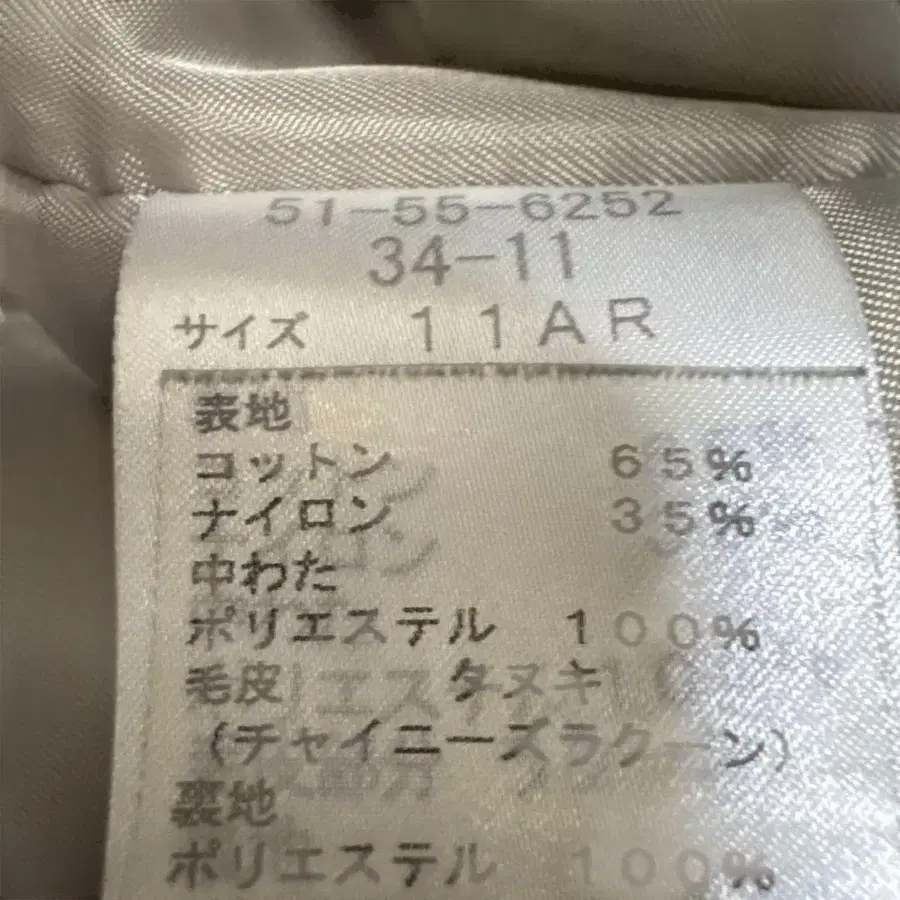 51-55-6252
34-11
サイズ 11AR
表地
コットン 65%
ナイロン 35%
中わた
ポリエステル 100%
毛皮 タヌキ
(チャイニーズラクーン)
裏地
ポリエステル 100%